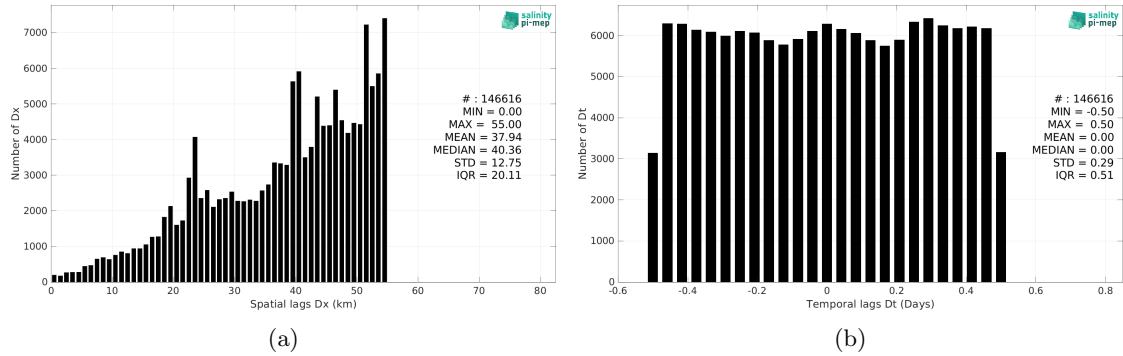 7000
6000
5000
4000
3000
2000
1000
0
Number of Dx
0 10 20 30 40 50 60 70 80
Spatial lags Dx (km)
salinity
pi-mep
# : 146616
MIN = 0.00
MAX = 55.00
MEAN = 37.94
MEDIAN = 40.36
STD = 12.75
IQR = 20.11
(a)
6000
5000
4000
3000
2000
1000
0
Number of Dt
-0.6 -0.4 -0.2 0 0.2 0.4 0.6 0.8
Temporal lags Dt (Days)
salinity
pi-mep
# : 146616
MIN = -0.50
MAX = 0.50
MEAN = 0.00
MEDIAN = 0.00
STD = 0.29
IQR = 0.51
(b)